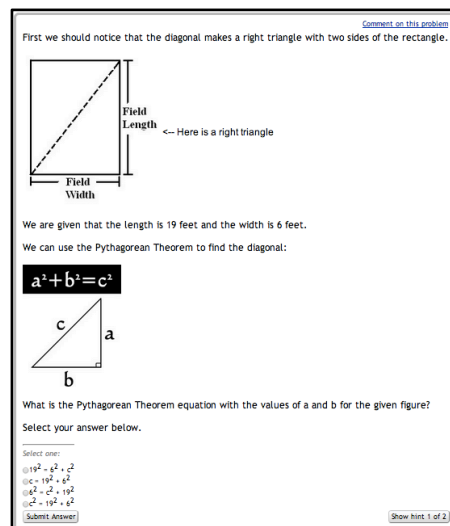 Comment on this problem
First we should notice that the diagonal makes a right triangle with two sides of the rectangle.
Field
Length
<-- Here is a right triangle
Field
Width
We are given that the length is 19 feet and the width is 6 feet.
We can use the Pythagorean Theorem to find the diagonal:
a²+b²=c²
c
a
b
What is the Pythagorean Theorem equation with the values of a and b for the given figure?
Select your answer below.
Select one:
19² = 6² + c²
c = 19² + 6²
6² = c² + 19²
c² = 19² + 6²
Submit Answer
Show hint 1 of 2